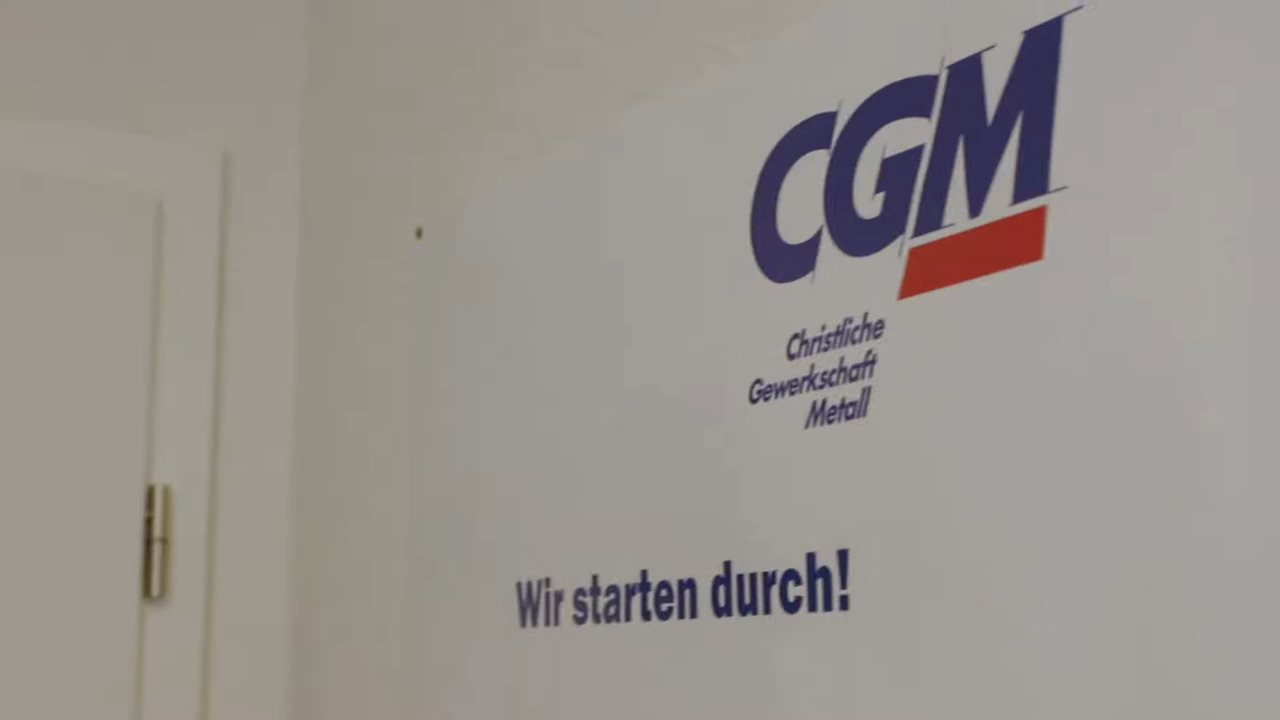 CGM
Christliche
Gewerkschaft
Metall
Wir starten durch!